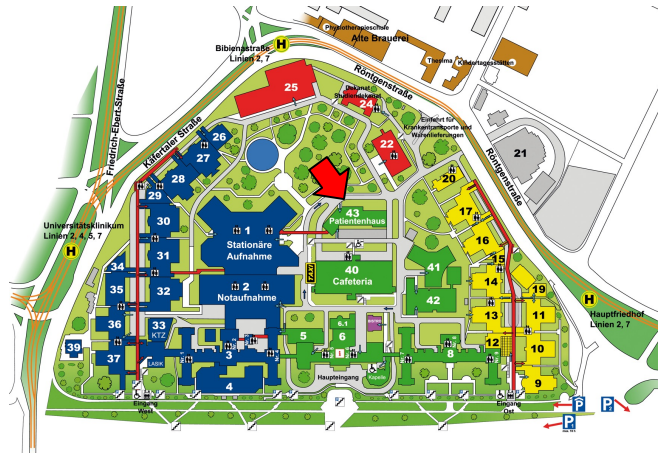 Physiotherapieschule
Alte Brauerei
Bibienastraße
Linien 2, 7
H
Thesima
Kindertagesstätten
Röntgenstraße
25
Dekanat
Studiendekanat
24
Einfahrt für
Krankentransporte und
Warenlieferungen
Friedrich-Ebert-Straße
Käfertaler Straße
26
27
22
Röntgenstraße
21
28
29
20
30
43
Patientenhaus
17
1
Stationäre
Aufnahme
16
Universitätsklinikum
Linien 2, 4, 5, 7
H
31
15
34
40
Cafeteria
TAXI
41
14
19
35
32
2
Notaufnahme
42
H
Hauptfriedhof
Linien 2, 7
36
33
KTZ
6.1
13
11
5
6
39
37
LASIK
3
8
12
10
i
4
Haupteingang
Kapelle
9
Eingang
West
Eingang
Ost
P
P
P